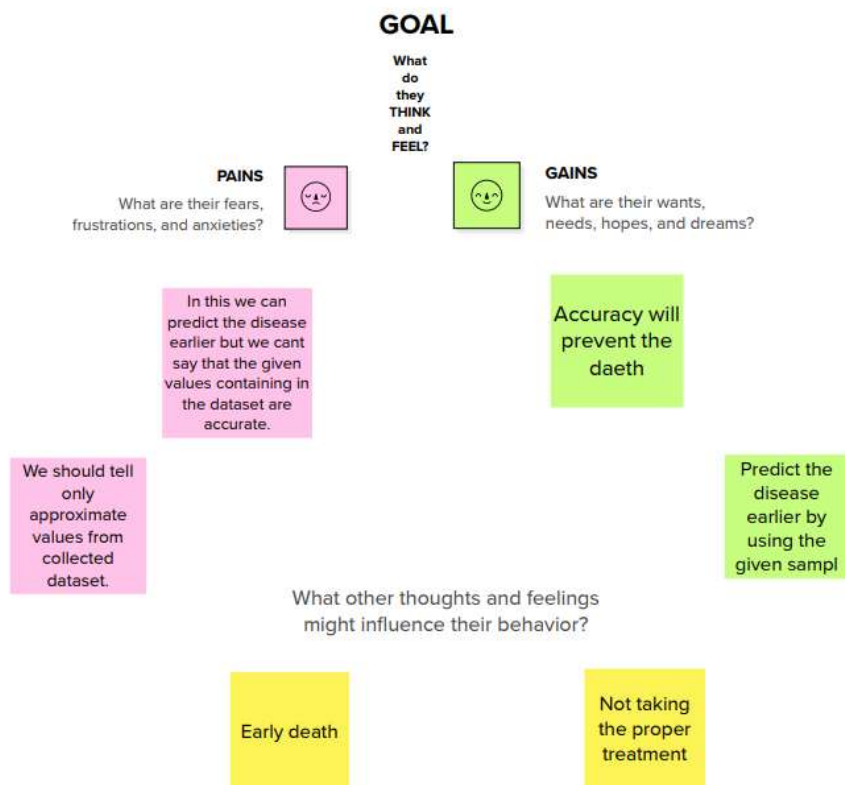 GOAL
What
do
they
THINK
and
FEEL?
PAINS
What are their fears,
frustrations, and anxieties?
GAINS
What are their wants,
needs, hopes, and dreams?
In this we can
predict the disease
earlier but we cant
say that the given
values containing in
the dataset are
accurate.
Accuracy will
prevent the
daeth
We should tell
only
approximate
values from
collected
dataset.
Predict the
disease
earlier by
using the
given sampl
What other thoughts and feelings
might influence their behavior?
Early death
Not taking
the proper
treatment